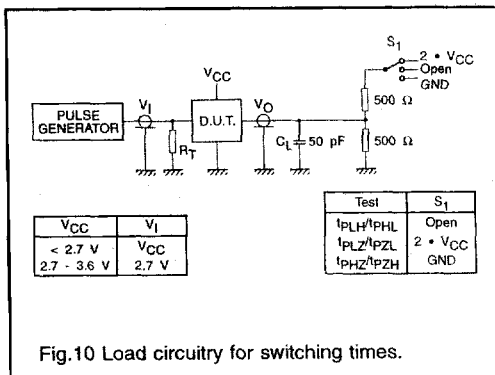 S1
2 • VCC
Open
GND
VCC
500 Ω
PULSE
GENERATOR
VI
D.U.T.
VO
RT
CL
50 pF
500 Ω
VCC VI
< 2.7 V VCC
2.7 - 3.6 V 2.7 V
Test S1
tPLH/tPHL Open
tPLZ/tPZL 2 • VCC
tPHZ/tPZH GND
Fig.10 Load circuitry for switching times.